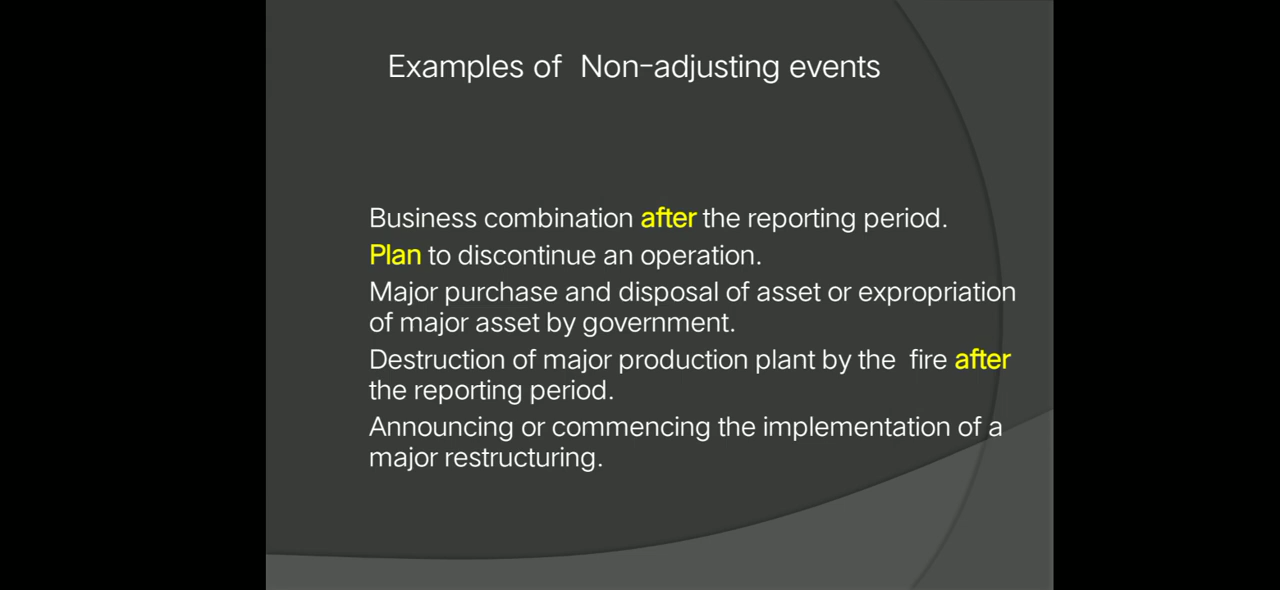 Examples of  Non-adjusting events
Business combination after the reporting period.
Plan to discontinue an operation.
Major purchase and disposal of asset or expropriation
of major asset by government.
Destruction of major production plant by the  fire after
the reporting period.
Announcing or commencing the implementation of a
major restructuring.